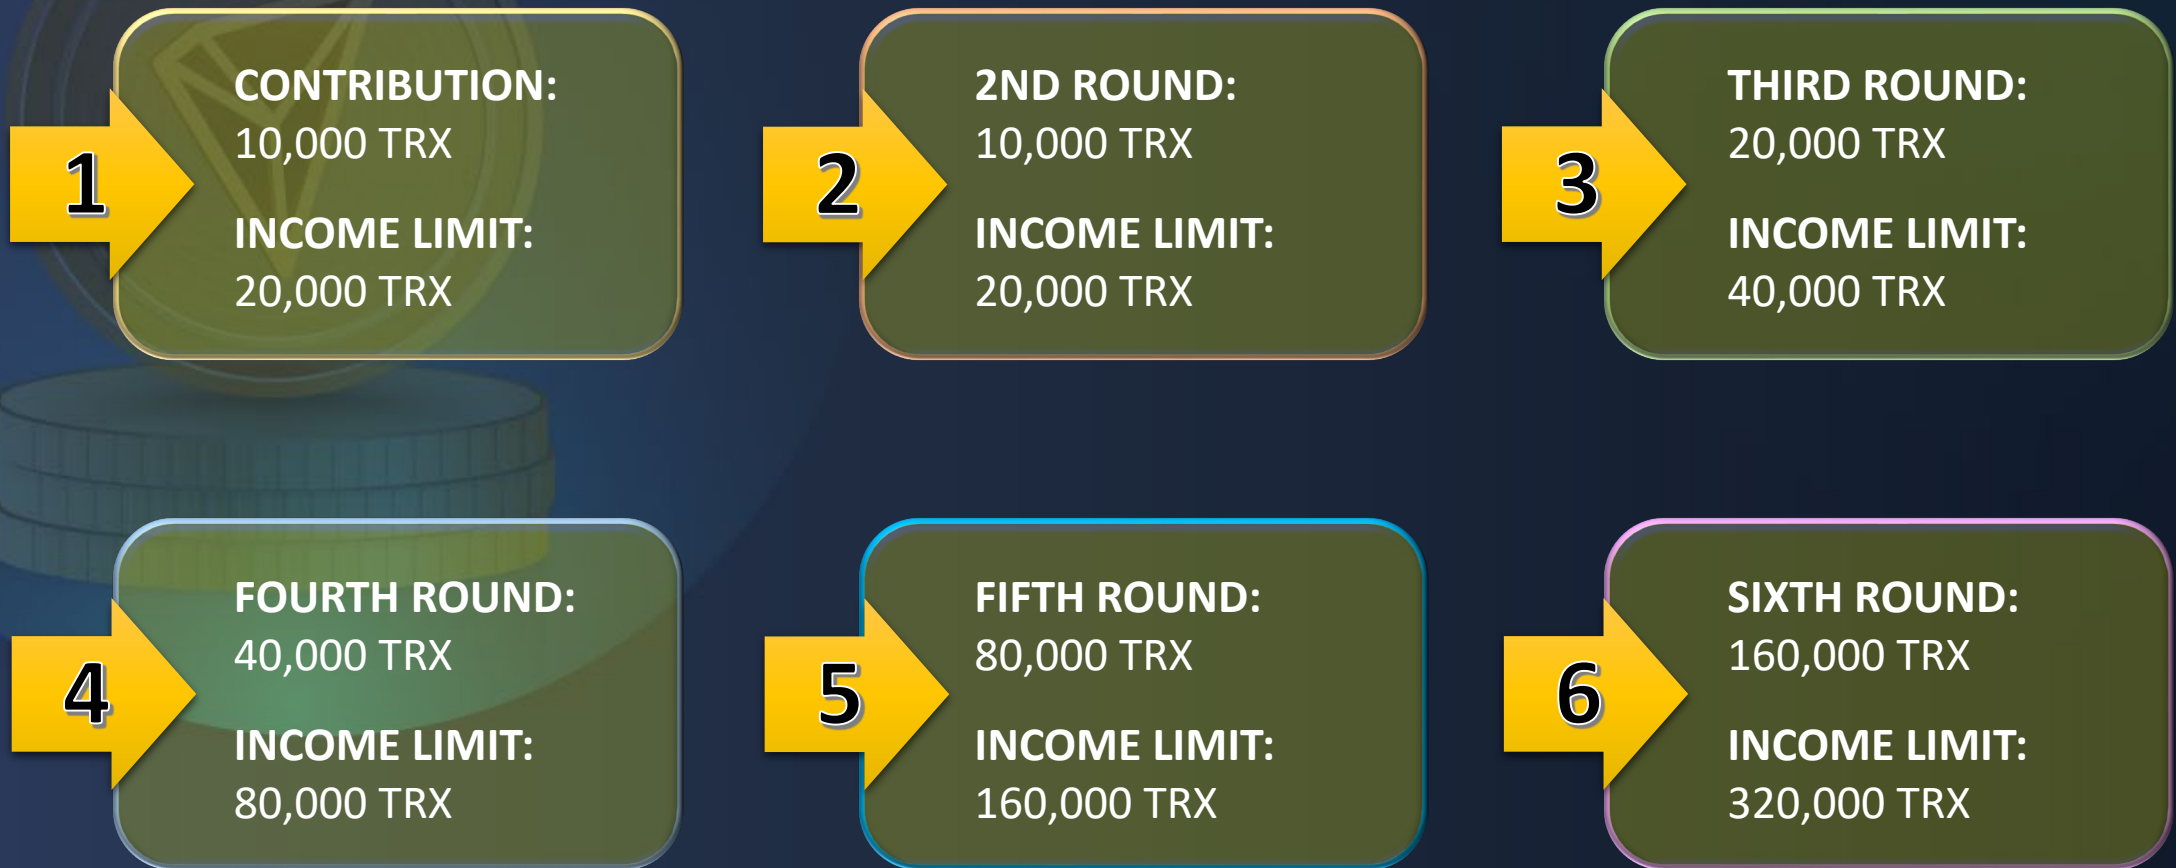 1
CONTRIBUTION:
10,000 TRX
INCOME LIMIT:
20,000 TRX
2
2ND ROUND:
10,000 TRX
INCOME LIMIT:
20,000 TRX
3
THIRD ROUND:
20,000 TRX
INCOME LIMIT:
40,000 TRX
4
FOURTH ROUND:
40,000 TRX
INCOME LIMIT:
80,000 TRX
5
FIFTH ROUND:
80,000 TRX
INCOME LIMIT:
160,000 TRX
6
SIXTH ROUND:
160,000 TRX
INCOME LIMIT:
320,000 TRX